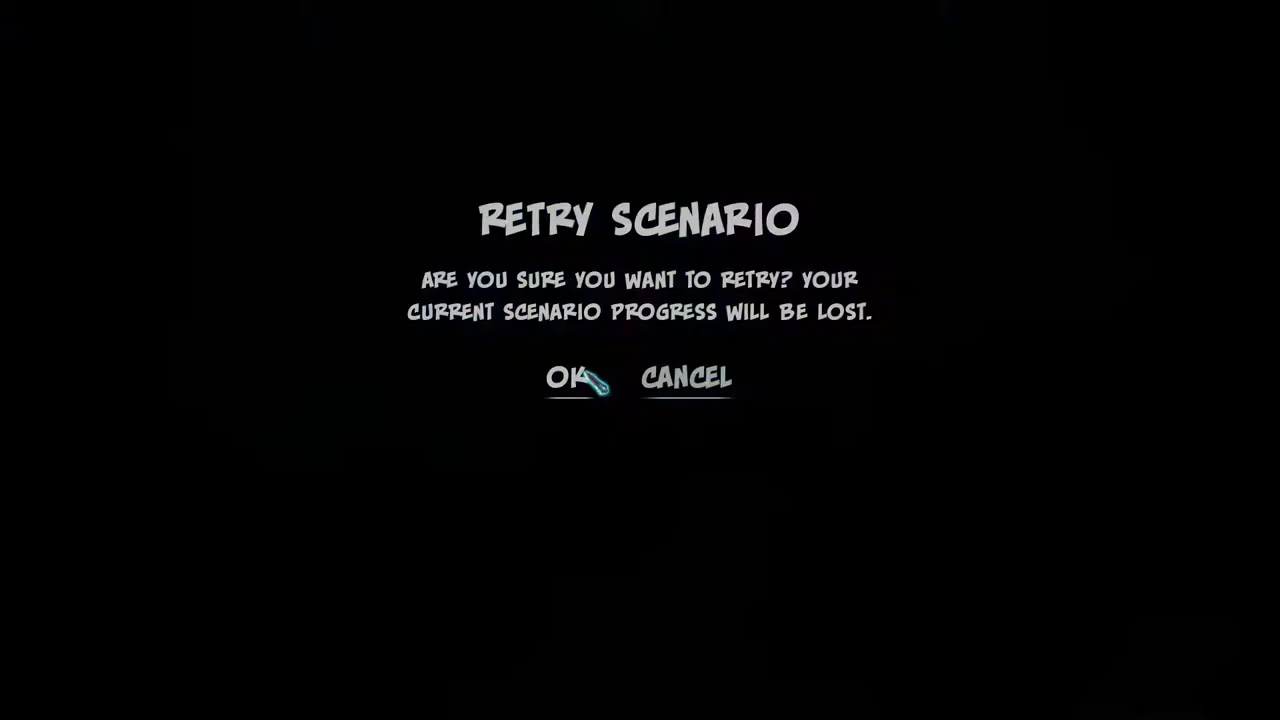 RETRY SCENARIO
ARE YOU SURE YOU WANT TO RETRY? YOUR
CURRENT SCENARIO PROGRESS WILL BE LOST.
OK CANCEL